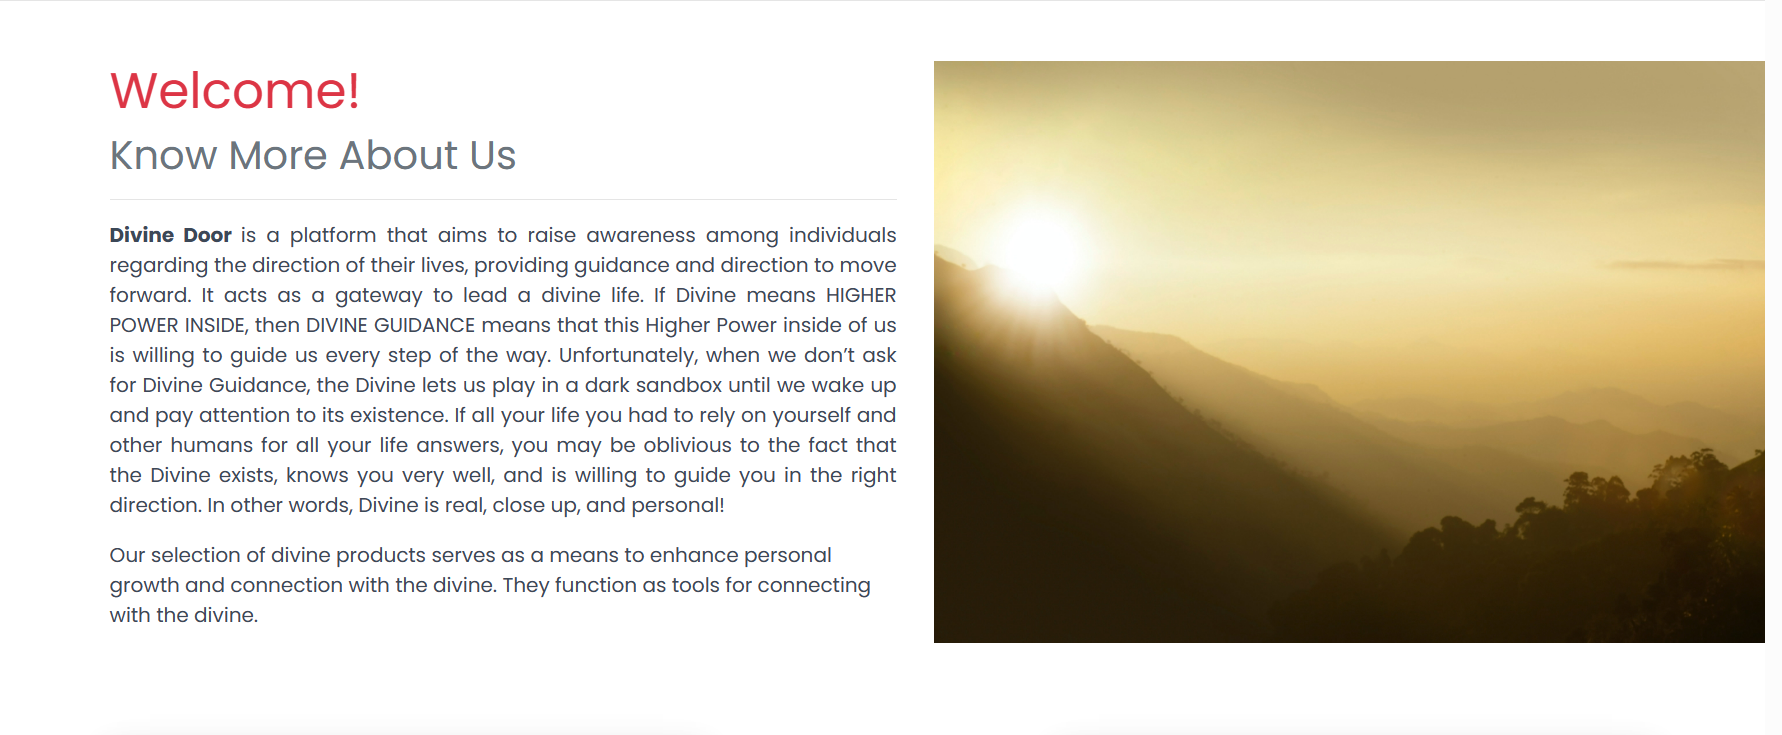 Welcome!
Know More About Us
Divine Door is a platform that aims to raise awareness among individuals
regarding the direction of their lives, providing guidance and direction to move
forward. It acts as a gateway to lead a divine life. If Divine means HIGHER
POWER INSIDE, then DIVINE GUIDANCE means that this Higher Power inside of us
is willing to guide us every step of the way. Unfortunately, when we don’t ask
for Divine Guidance, the Divine lets us play in a dark sandbox until we wake up
and pay attention to its existence. If all your life you had to rely on yourself and
other humans for all your life answers, you may be oblivious to the fact that
the Divine exists, knows you very well, and is willing to guide you in the right
direction. In other words, Divine is real, close up, and personal!
Our selection of divine products serves as a means to enhance personal
growth and connection with the divine. They function as tools for connecting
with the divine.